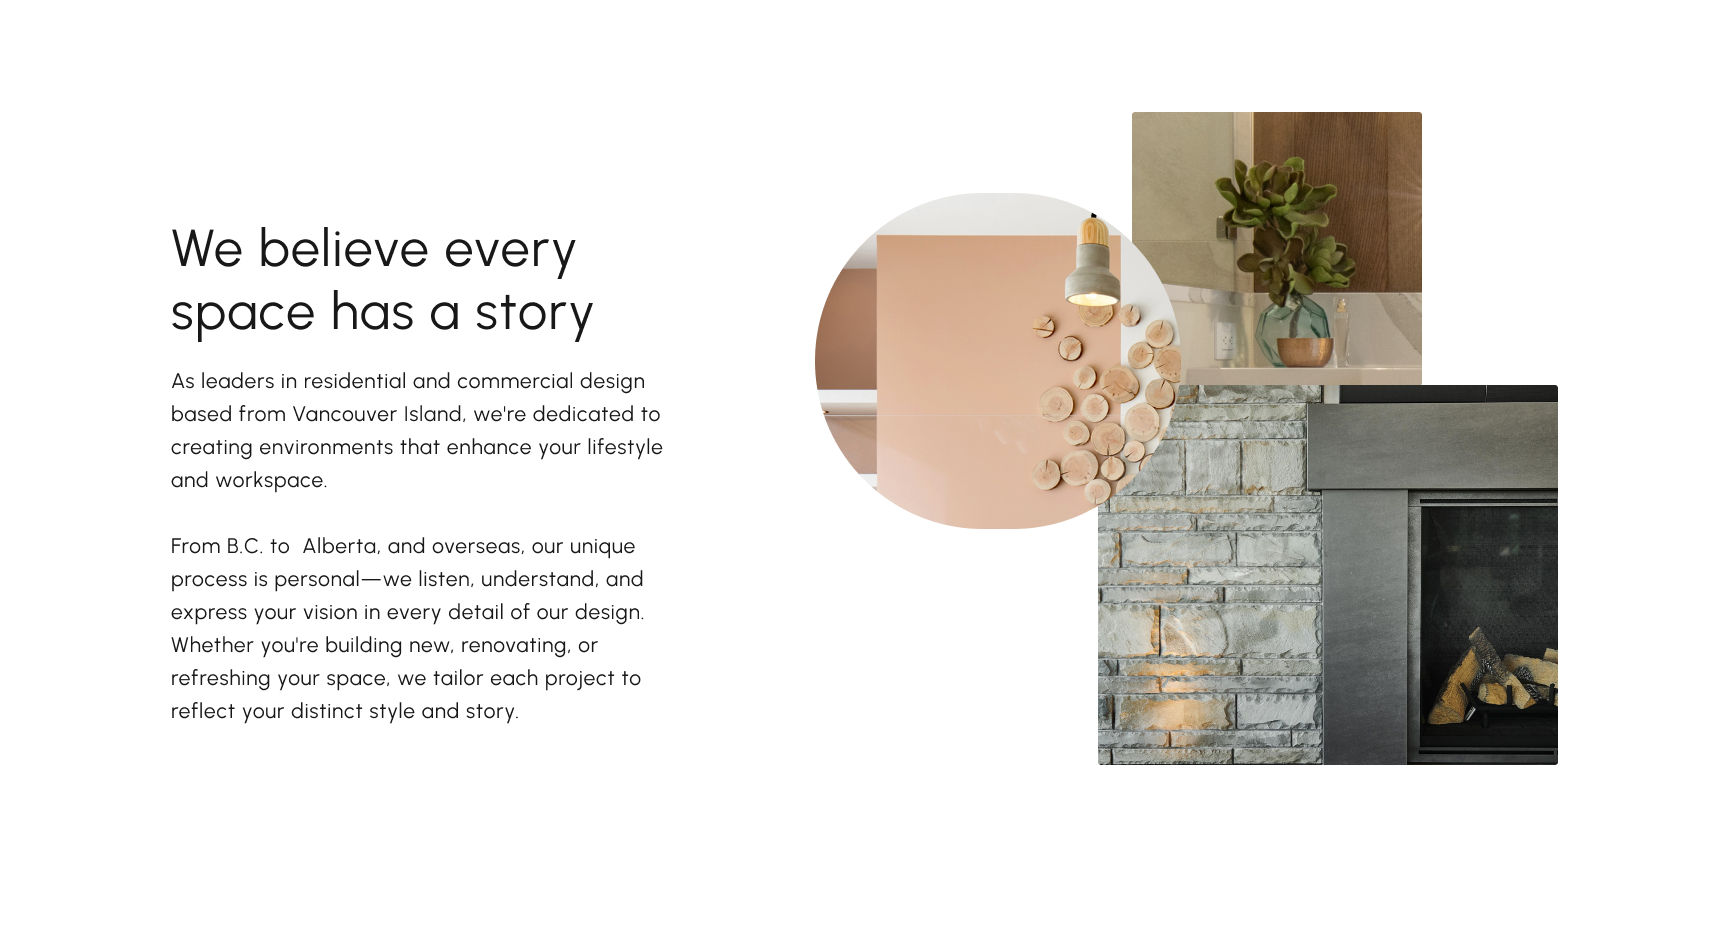 We believe every
space has a story
As leaders in residential and commercial design
based from Vancouver Island, we're dedicated to
creating environments that enhance your lifestyle
and workspace.
From B.C. to  Alberta, and overseas, our unique
process is personal—we listen, understand, and
express your vision in every detail of our design.
Whether you're building new, renovating, or
refreshing your space, we tailor each project to
reflect your distinct style and story.